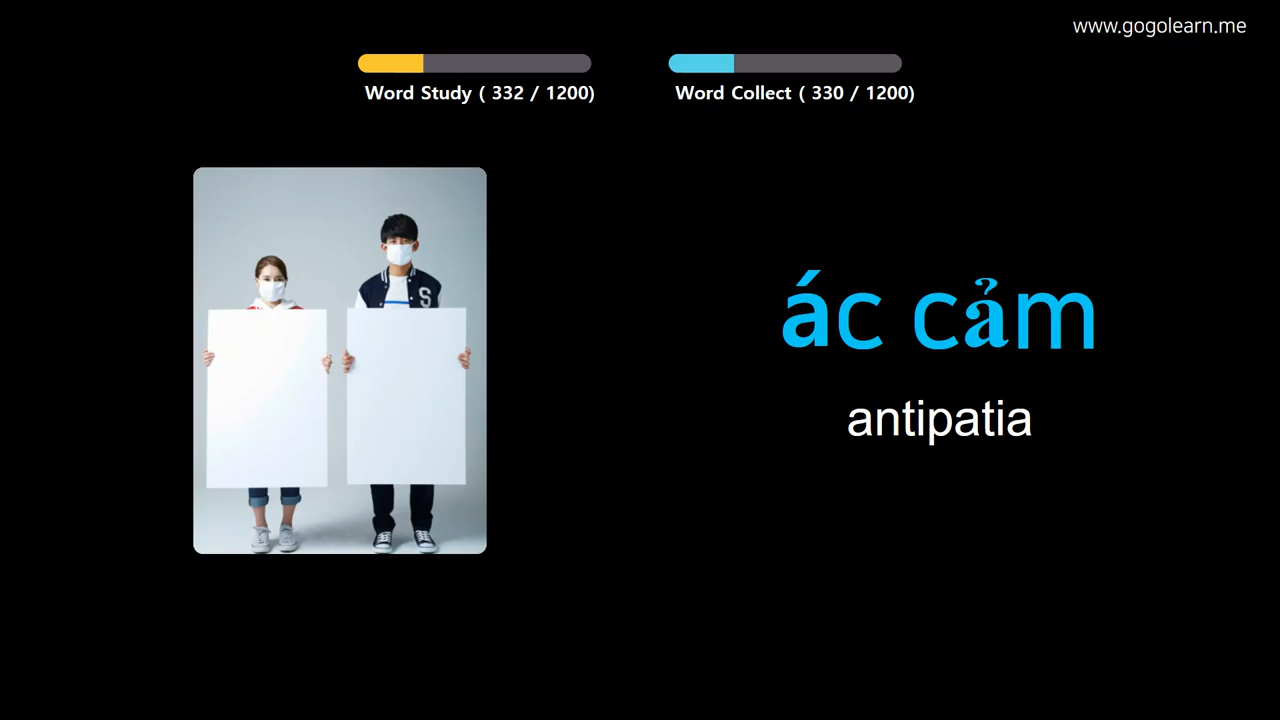 www.gogolearn.me
Word Study ( 332 / 1200)
Word Collect ( 330 / 1200)
S
ác cảm
antipatia